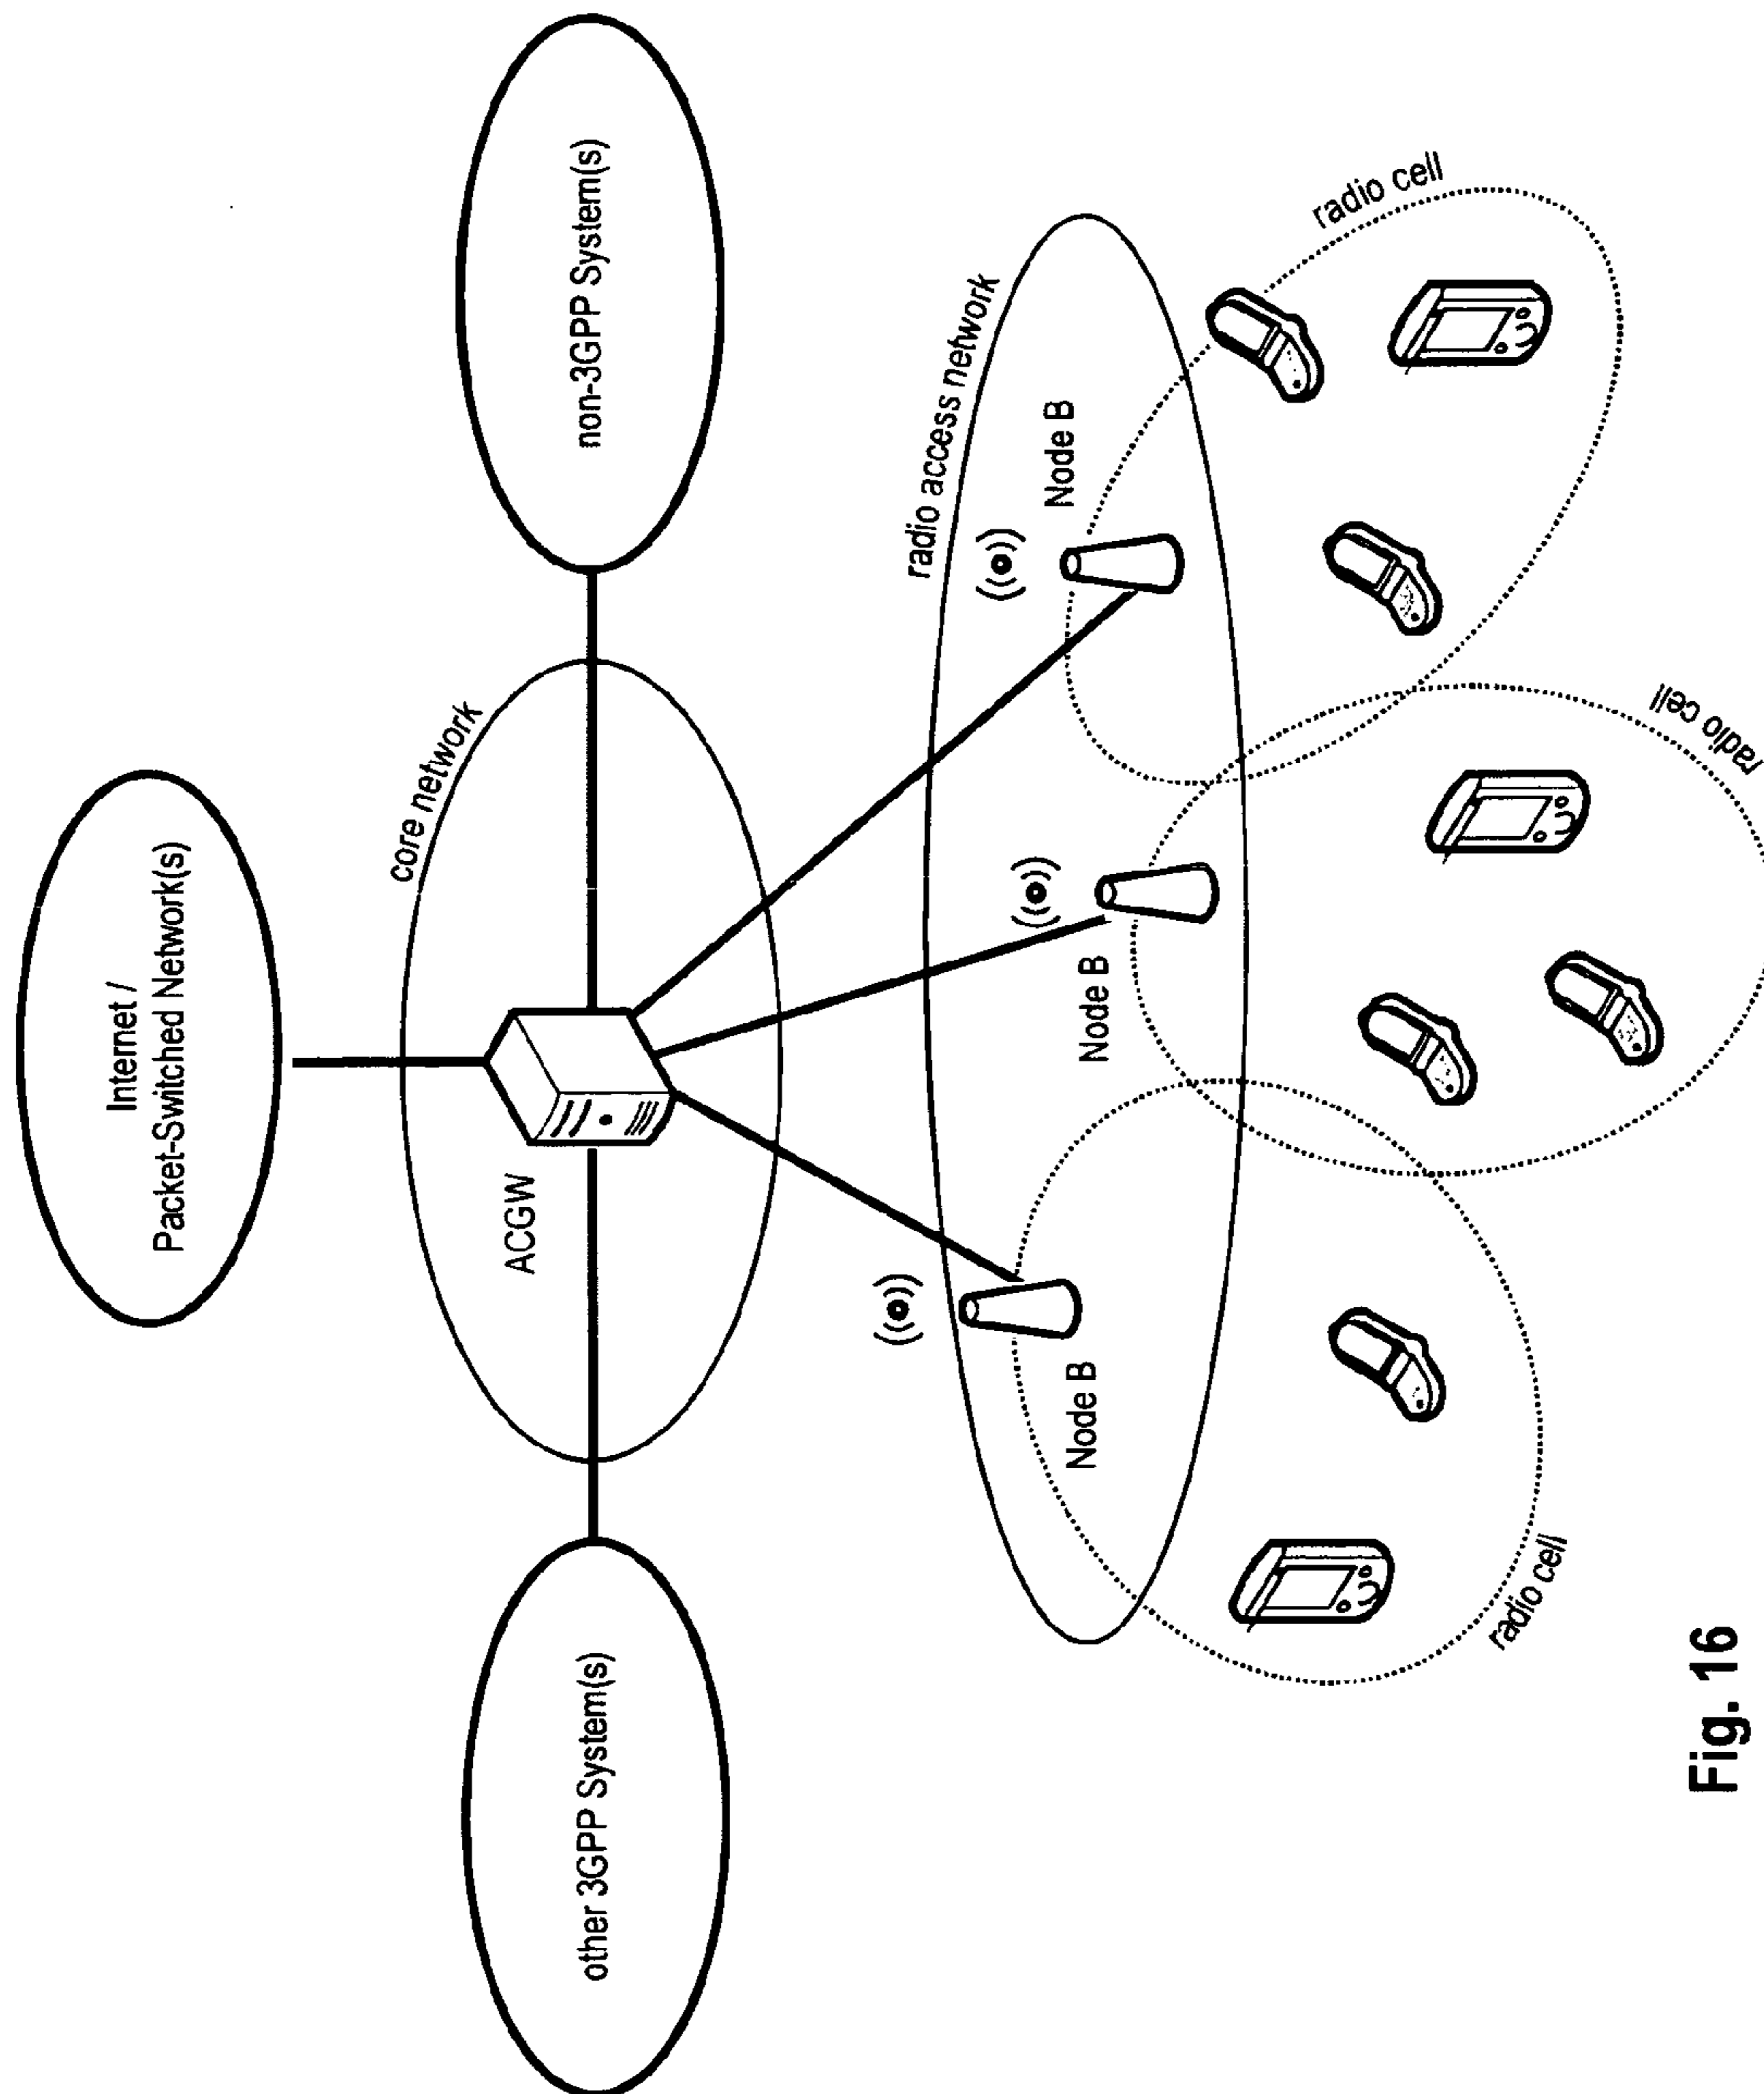 Internet /
Packet-Switched Network(s)
core network
ACGW
other 3GPP System(s)
non-3GPP System(s)
radio access network
Node B
Node B
Node B
radio cell
radio cell
radio cell
Fig. 16